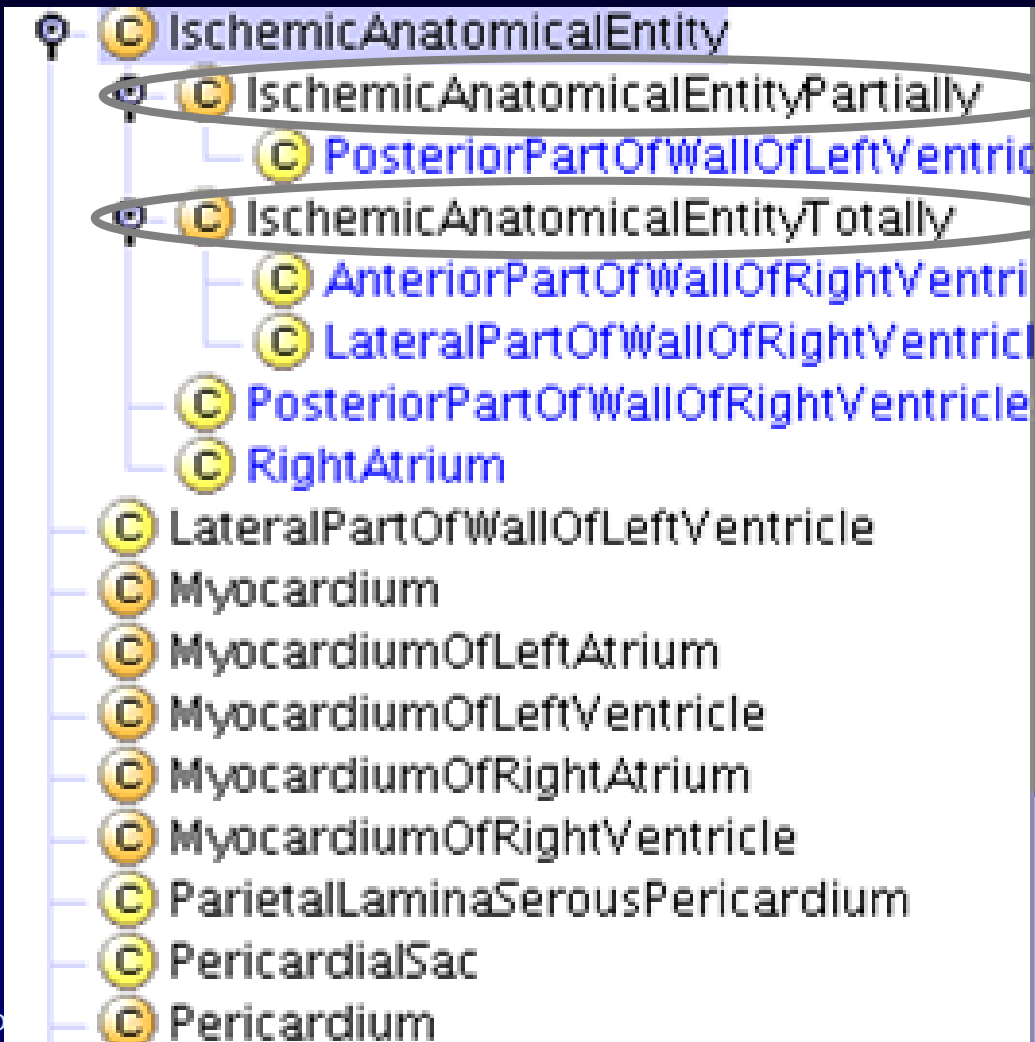 IschemicAnatomicalEntity
IschemicAnatomicalEntityPartially
PosteriorPartOfWallOfLeftVentric
IschemicAnatomicalEntityTotally
AnteriorPartOfWallOfRightVentri
LateralPartOfWallOfRightVentricl
PosteriorPartOfWallOfRightVentricle
RightAtrium
LateralPartOfWallOfLeftVentricle
Myocardium
MyocardiumOfLeftAtrium
MyocardiumOfLeftVentricle
MyocardiumOfRightAtrium
MyocardiumOfRightVentricle
ParietalLaminaSerousPericardium
PericardialSac
Pericardium